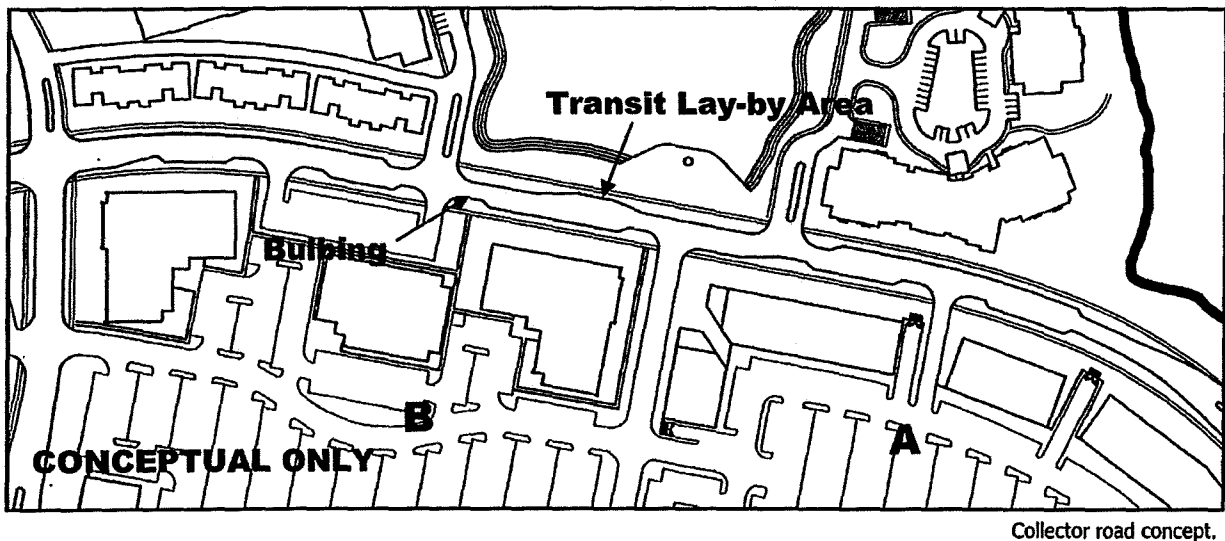 Transit Lay-by Area
Bulbing
B
A
CONCEPTUAL ONLY
Collector road concept.